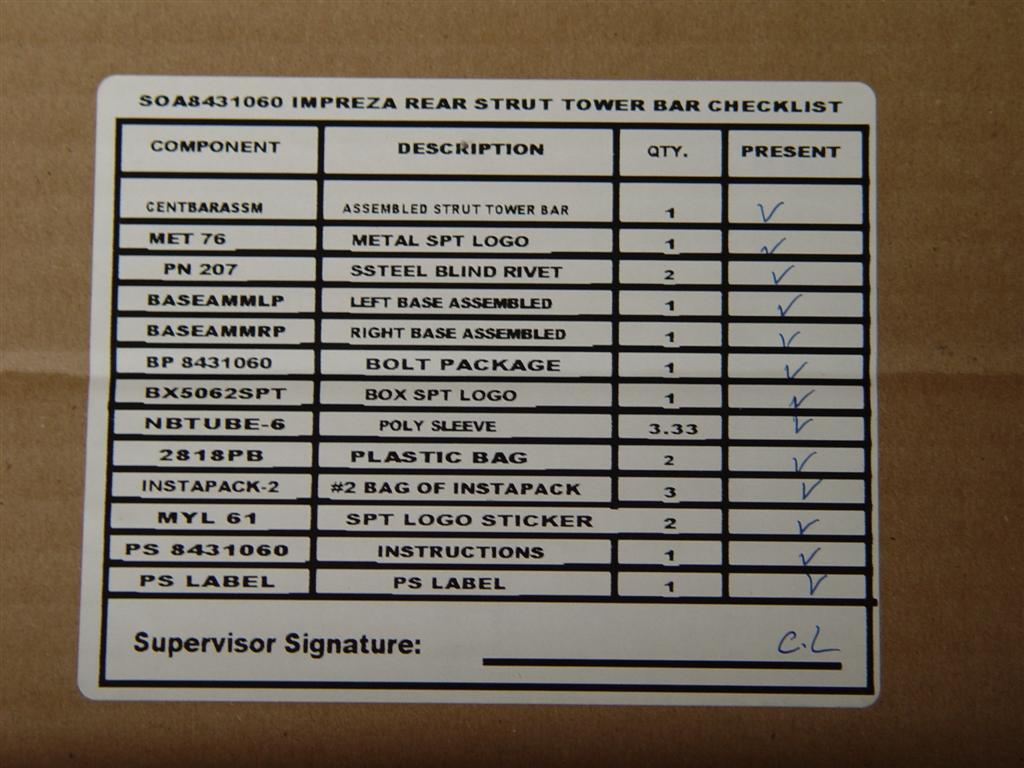 SOA8431060 IMPREZA REAR STRUT TOWER BAR CHECKLIST
COMPONENT DESCRIPTION QTY. PRESENT
CENTBARASSM ASSEMBLED STRUT TOWER BAR 1 ✓
MET 76 METAL SPT LOGO 1 ✓
PN 207 SSTEEL BLIND RIVET 2 ✓
BASEAMMLP LEFT BASE ASSEMBLED 1 ✓
BASEAMMRP RIGHT BASE ASSEMBLED 1 ✓
BP 8431060 BOLT PACKAGE 1 ✓
BX5062SPT BOX SPT LOGO 1 ✓
NBTUBE-6 POLY SLEEVE 3.33 ✓
2818PB PLASTIC BAG 2 ✓
INSTAPACK-2 #2 BAG OF INSTAPACK 3 ✓
MYL 61 SPT LOGO STICKER 2 ✓
PS 8431060 INSTRUCTIONS 1 ✓
PS LABEL PS LABEL 1 ✓
Supervisor Signature: C.L